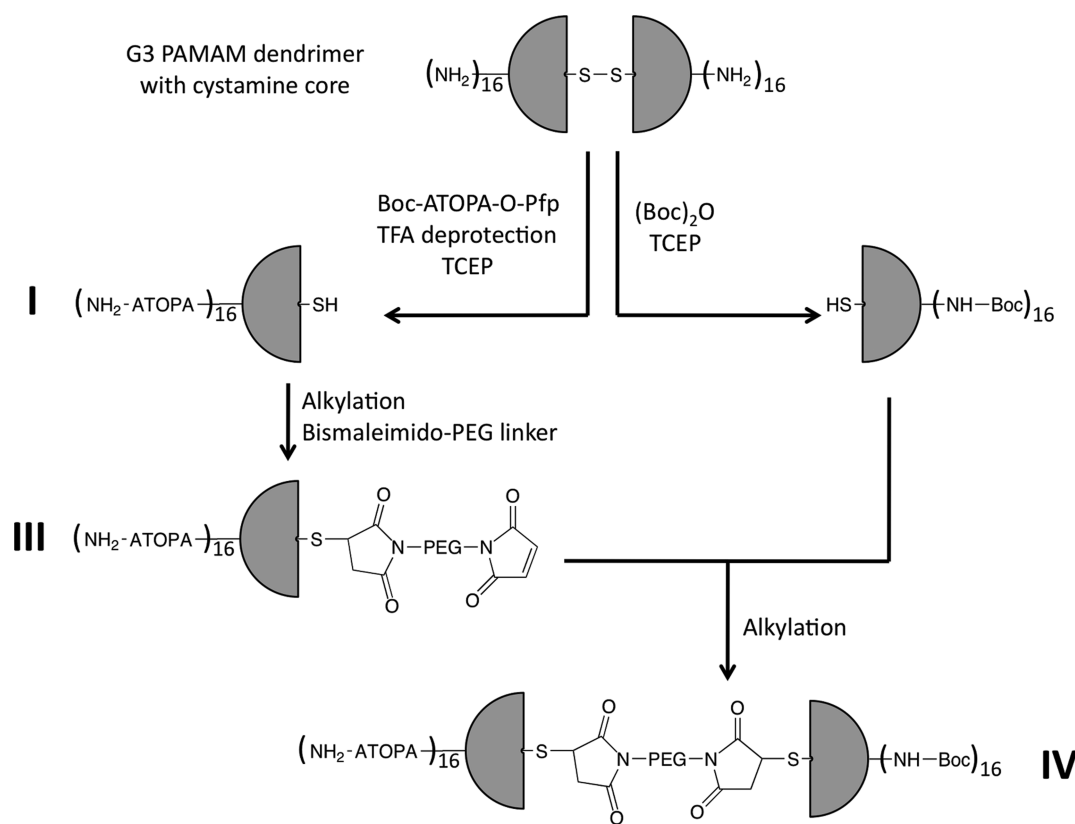 G3 PAMAM dendrimer
with cystamine core
(NH2)16 S S (NH2)16
Boc-ATOPA-O-Pfp
TFA deprotection
TCEP
(Boc)2O
TCEP
I (NH2-ATOPA)16 SH
HS (NH-Boc)16
Alkylation
Bismaleimido-PEG linker
III (NH2-ATOPA)16 S O O N PEG N O O
Alkylation
(NH2-ATOPA)16 S O O N PEG N O O S (NH-Boc)16 IV